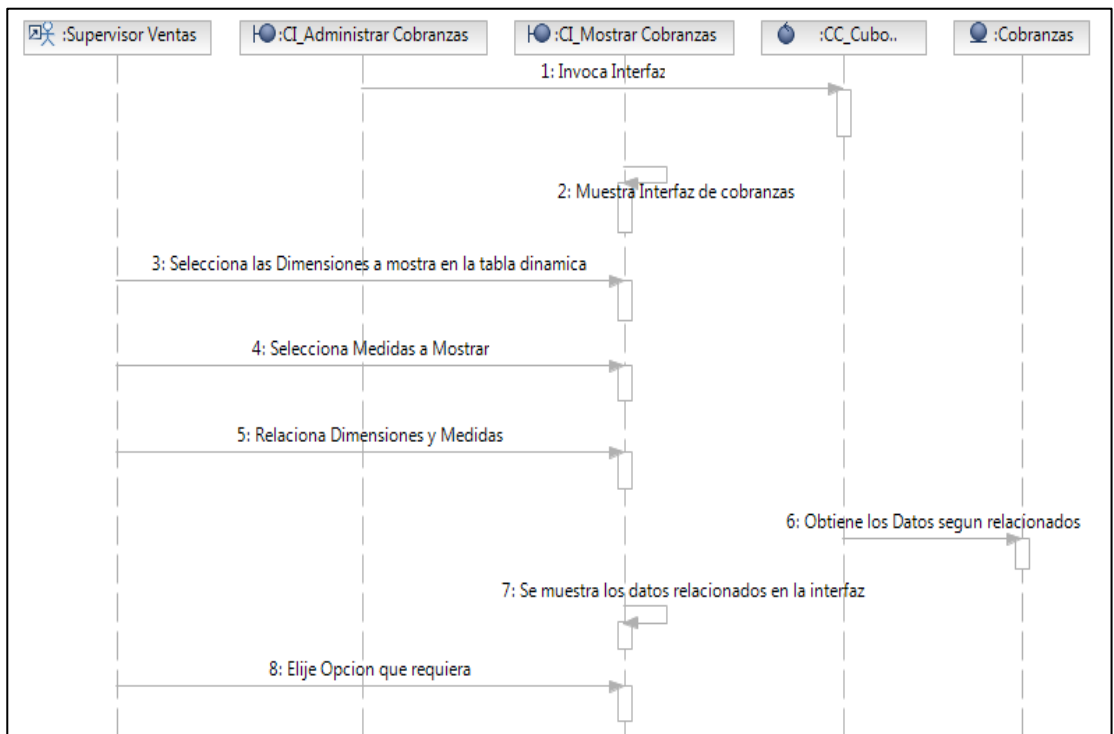 :Supervisor Ventas
:CI_Administrar Cobranzas
:CI_Mostrar Cobranzas
:CC_Cubo..
:Cobranzas
1: Invoca Interfaz
2: Muestra Interfaz de cobranzas
3: Selecciona las Dimensiones a mostra en la tabla dinamica
4: Selecciona Medidas a Mostrar
5: Relaciona Dimensiones y Medidas
6: Obtiene los Datos segun relacionados
7: Se muestra los datos relacionados en la interfaz
8: Elije Opcion que requiera